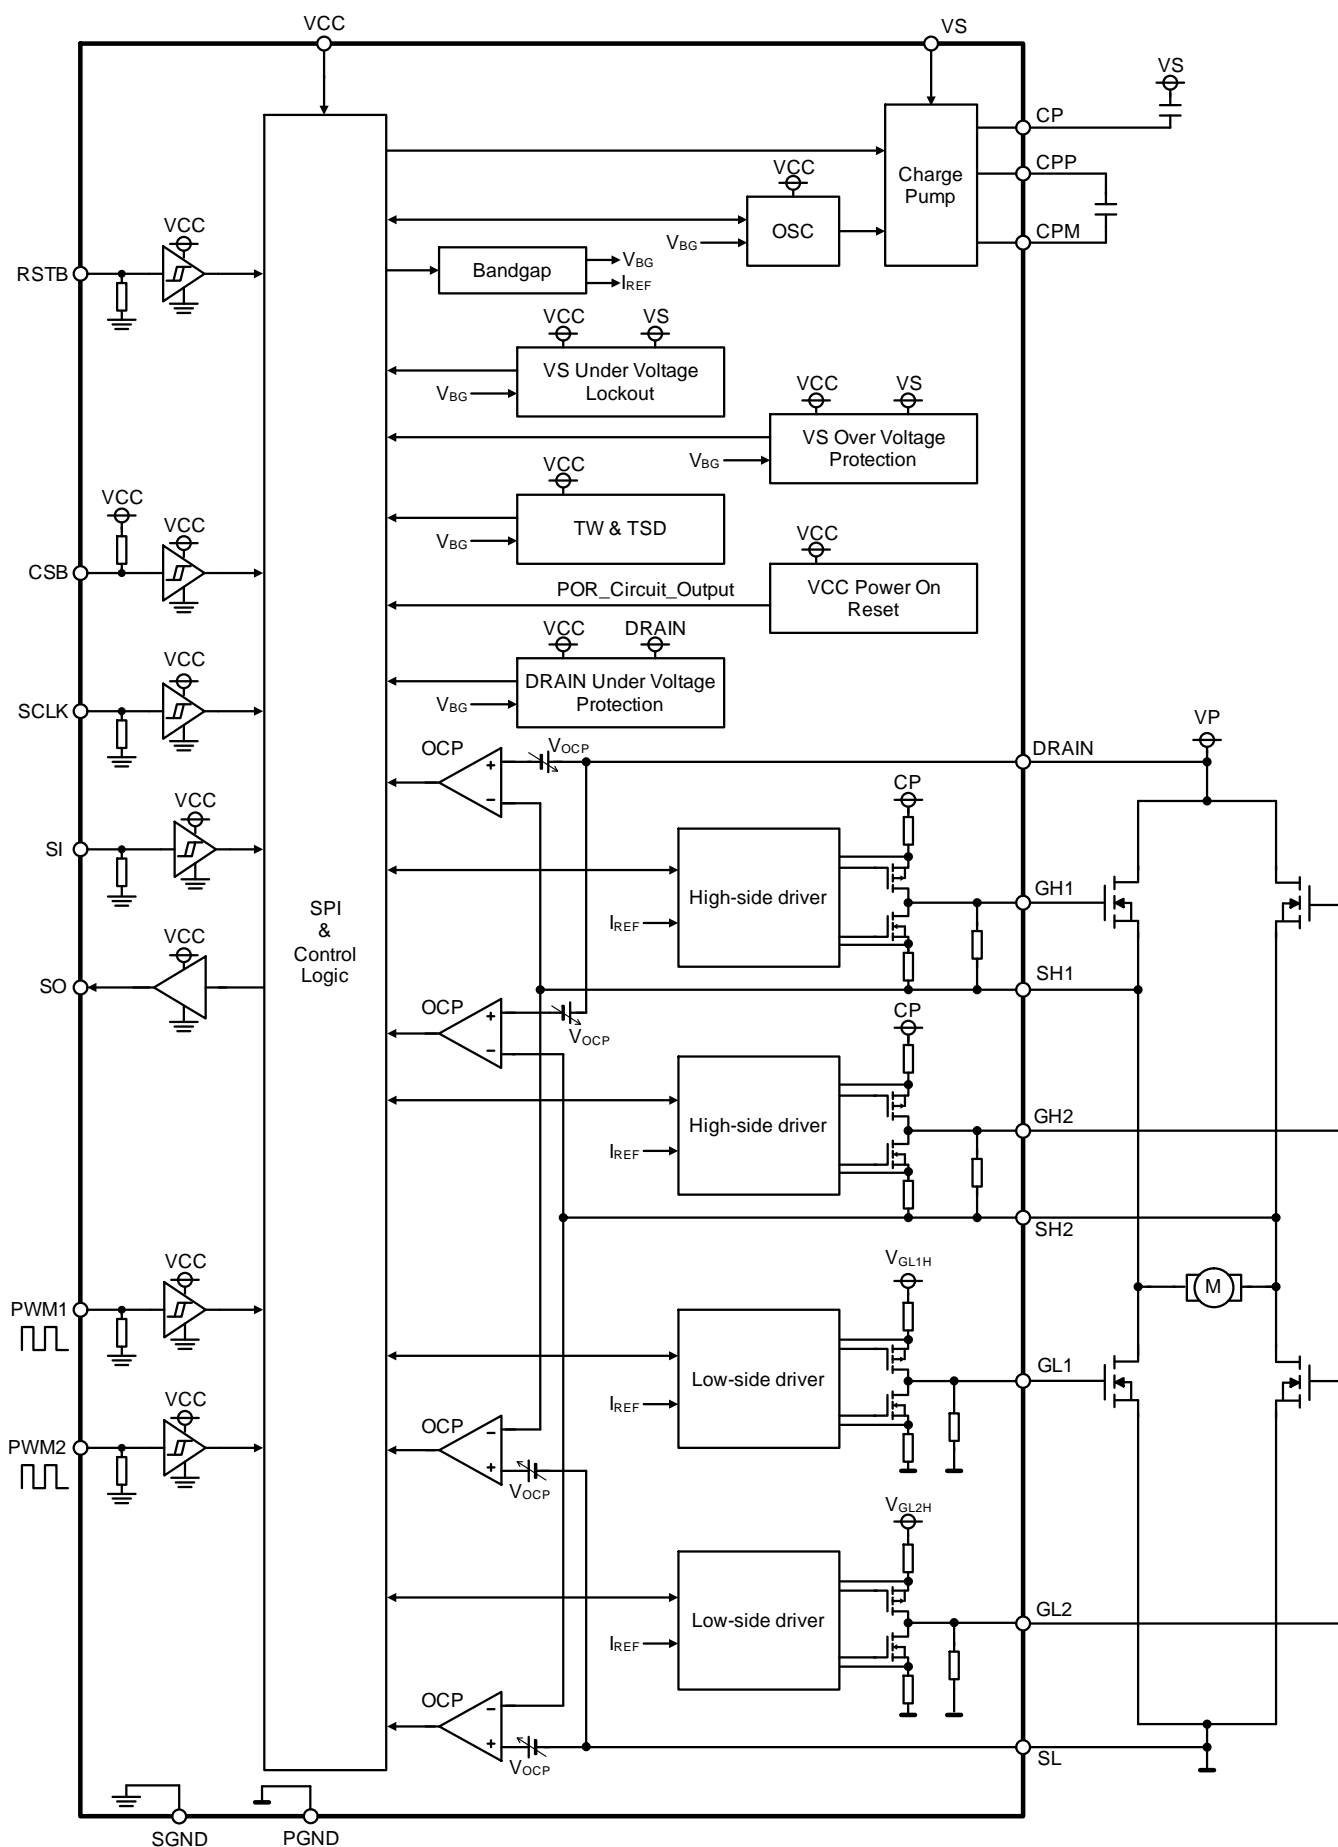 VCC
VS
VS
CP
CPP
CPM
Charge
Pump
VCC
OSC
VBG
Bandgap
VBG
IREF
VCC
RSTB
VCC
VS
VS Under Voltage
Lockout
VBG
VCC
VS
VS Over Voltage
Protection
VBG
VCC
TW & TSD
VBG
VCC
VCC
CSB
VCC
POR_Circuit_Output
VCC Power On
Reset
VCC
DRAIN
DRAIN Under Voltage
Protection
VBG
VCC
SCLK
OCP
VOCP
+
−
DRAIN
VP
VCC
SI
CP
High-side driver
IREF
GH1
SH1
SPI
&
Control
Logic
VCC
SO
OCP
VOCP
+
−
CP
High-side driver
IREF
GH2
SH2
M
VCC
PWM1
VGL1H
Low-side driver
IREF
GL1
VCC
PWM2
OCP
−
+
VOCP
VGL2H
Low-side driver
IREF
GL2
OCP
−
+
VOCP
SL
SGND
PGND